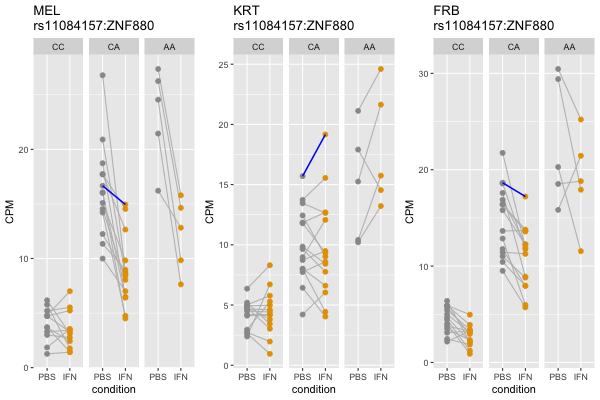 MEL
rs11084157:ZNF880
CC
CA
AA
CPM
20
10
0
PBS IFN PBS IFN PBS IFN
condition
KRT
rs11084157:ZNF880
CC
CA
AA
CPM
25
20
15
10
5
0
PBS IFN PBS IFN PBS IFN
condition
FRB
rs11084157:ZNF880
CC
CA
AA
CPM
30
20
10
0
PBS IFN PBS IFN PBS IFN
condition